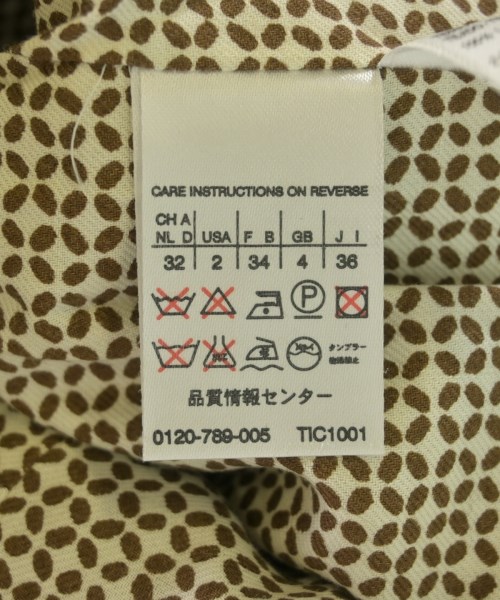 CARE INSTRUCTIONS ON REVERSE
CH A
NL D USA F B GB J I
32 2 34 4 36
P
タンブラー
乾燥禁止
品質情報センター
0120-789-005 TIC1001